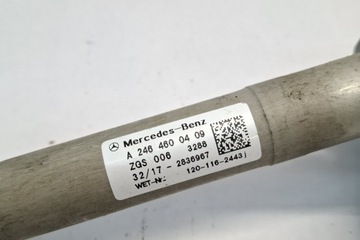 Mercedes-Benz
A 246 460 04 09
ZGS 006 3288
32/17 - 2836967
WET-Nr: 120-116-2443)